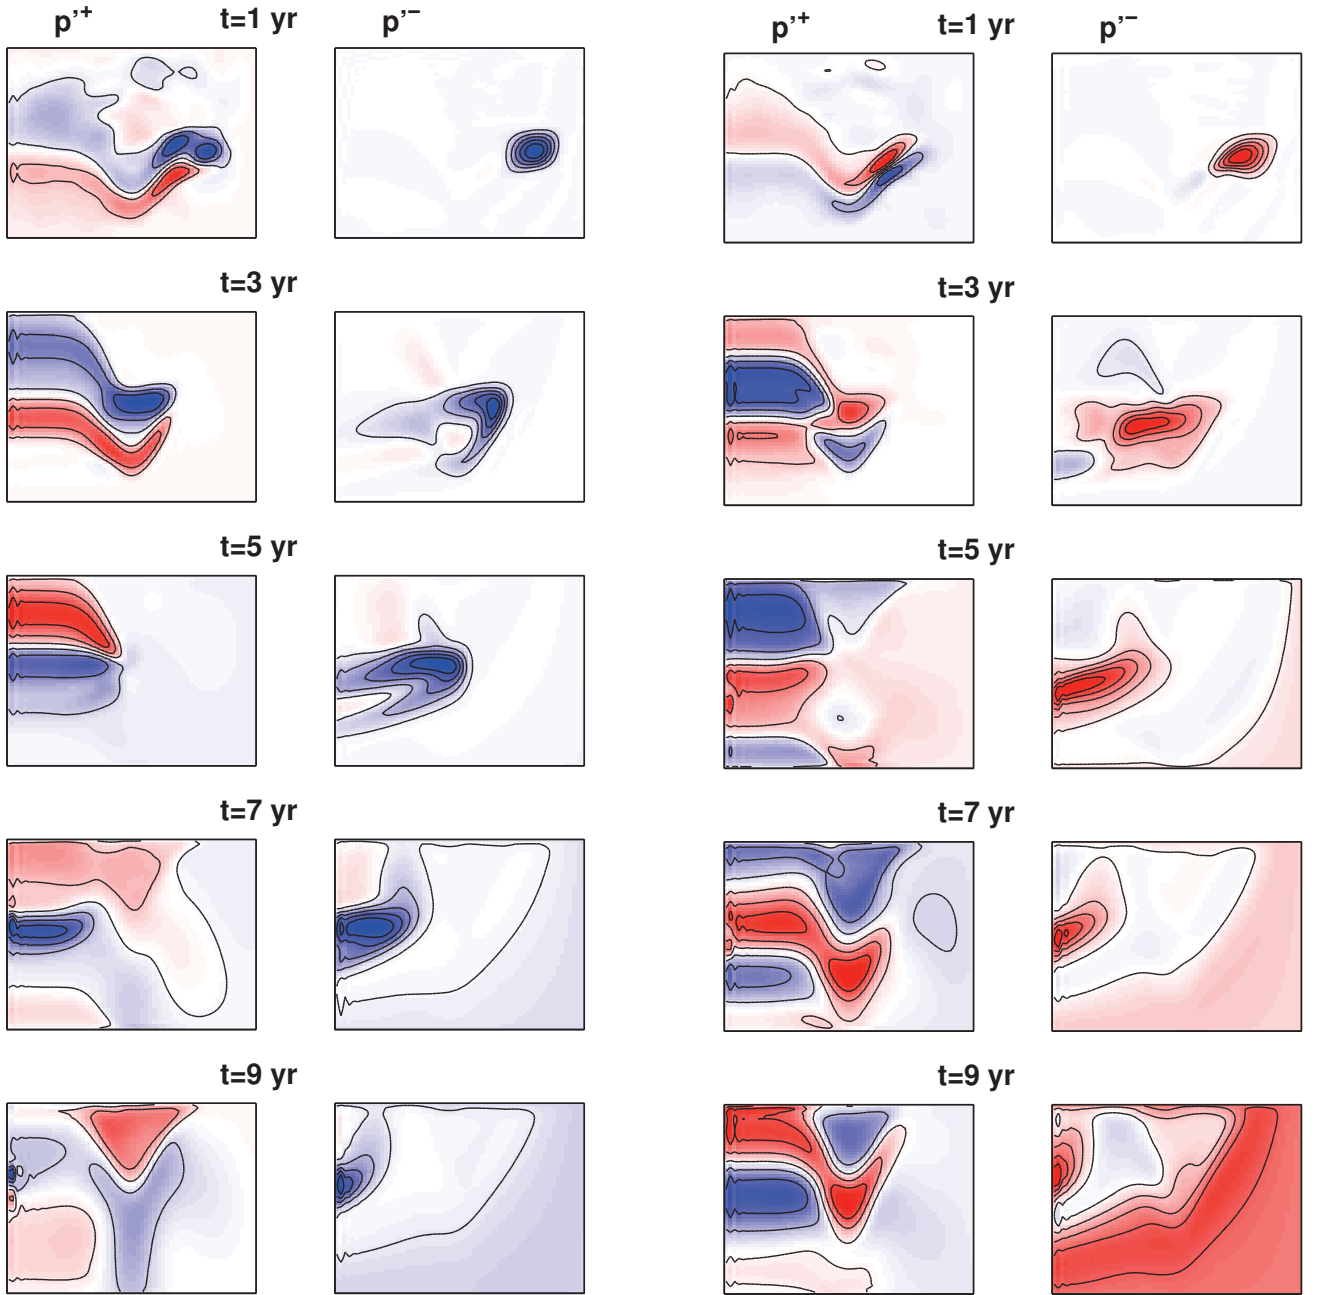 p'+ t=1 yr p'− p'+ t=1 yr p'−
t=3 yr t=3 yr
t=5 yr t=5 yr
t=7 yr t=7 yr
t=9 yr t=9 yr